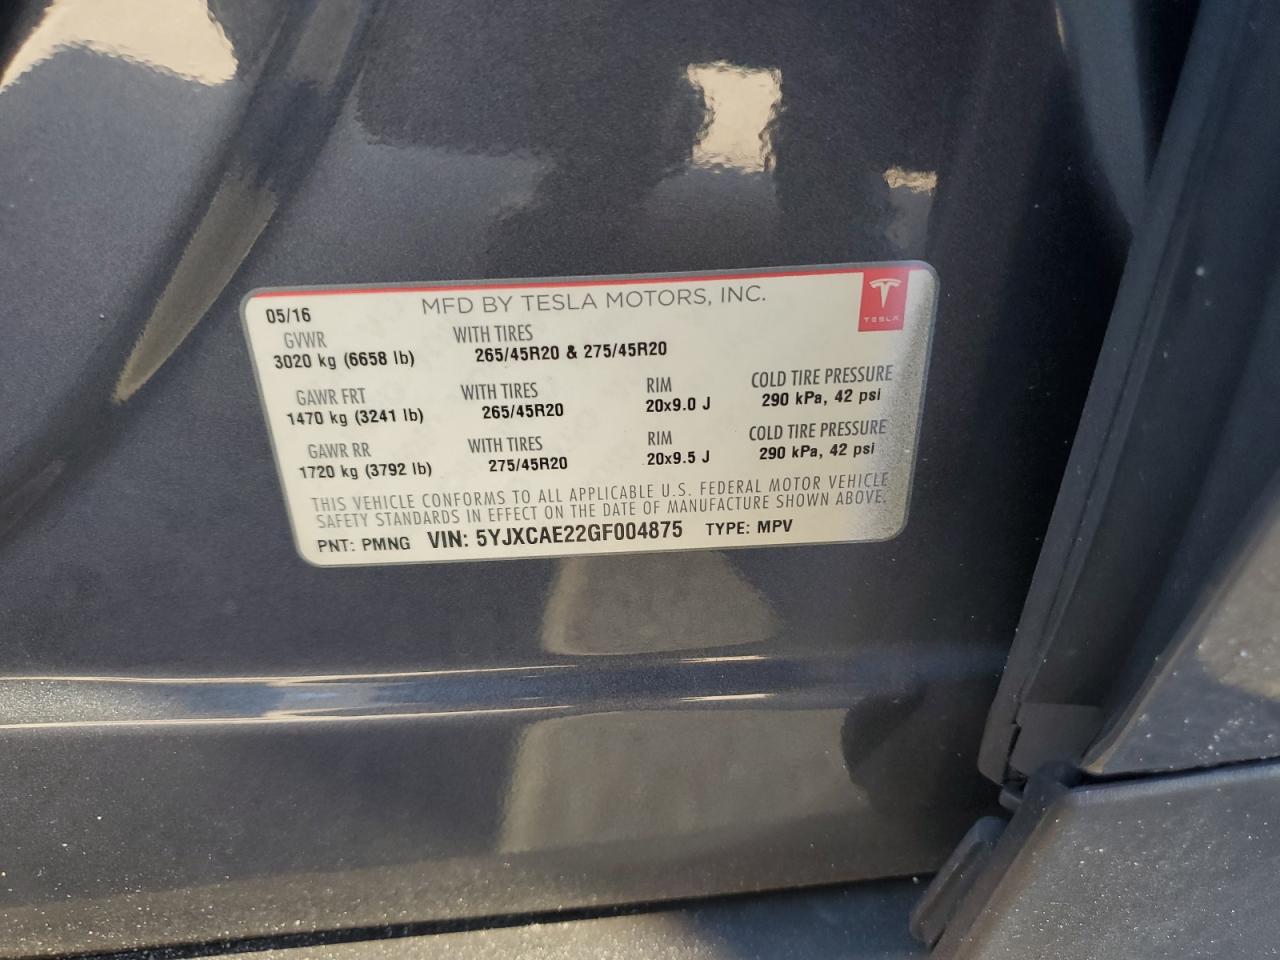 05/16 MFD BY TESLA MOTORS, INC.
TESLA
GVWR WITH TIRES
3020 kg (6658 lb) 265/45R20 & 275/45R20
GAWR FRT WITH TIRES RIM COLD TIRE PRESSURE
1470 kg (3241 lb) 265/45R20 20x9.0 J 290 kPa, 42 psi
GAWR RR WITH TIRES RIM COLD TIRE PRESSURE
1720 kg (3792 lb) 275/45R20 20x9.5 J 290 kPa, 42 psi
THIS VEHICLE CONFORMS TO ALL APPLICABLE U.S. FEDERAL MOTOR VEHICLE
SAFETY STANDARDS IN EFFECT ON THE DATE OF MANUFACTURE SHOWN ABOVE.
PNT: PMNG VIN: 5YJXCAE22GF004875 TYPE: MPV